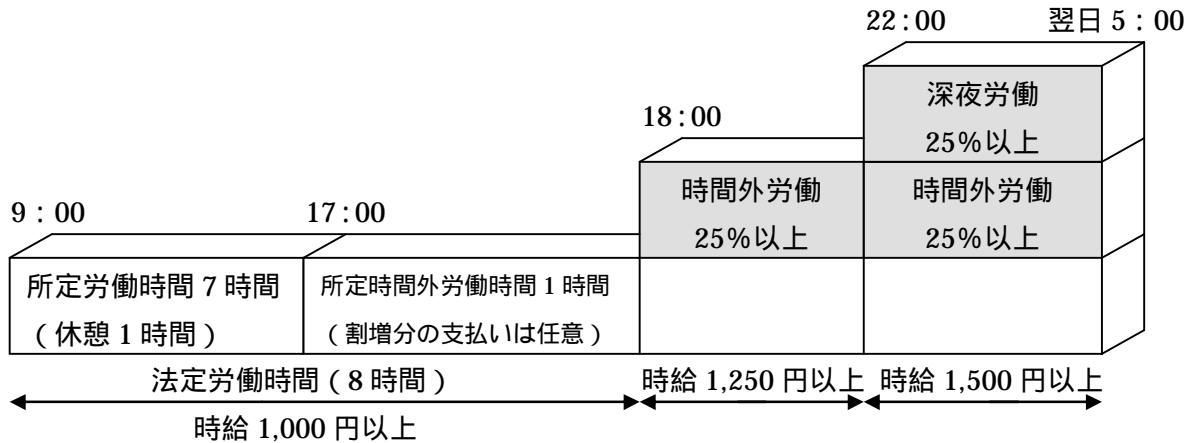 22:00 翌日 5:00
深夜労働
25%以上
18:00
時間外労働
25%以上
時間外労働
25%以上
9:00
17:00
所定労働時間 7 時間
(休憩 1 時間)
所定時間外労働時間 1 時間
(割増分の支払いは任意)
法定労働時間(8 時間)
時給 1,250 円以上
時給 1,500 円以上
時給 1,000 円以上